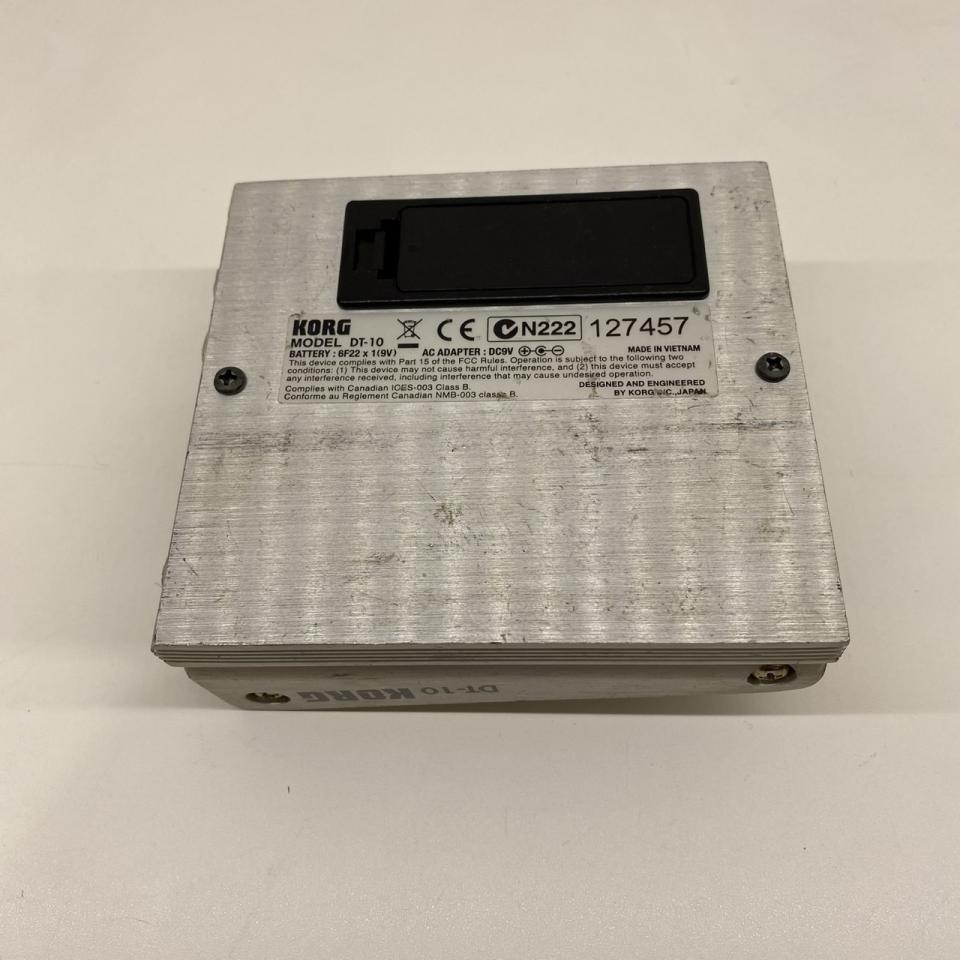 KORG
MODEL DT-10
CE N222 127457
BATTERY : 6F22 x 1(9V) AC ADAPTER : DC9V MADE IN VIETNAM
This device complies with Part 15 of the FCC Rules. Operation is subject to the following two
conditions: (1) This device may not cause harmful interference, and (2) this device must accept
any interference received, including interference that may cause undesired operation.
Complies with Canadian ICES-003 Class B.
Conforme au Reglement Canadien NMB-003 classe B.
DESIGNED AND ENGINEERED
BY KORG INC.,JAPAN.
DT-10 KORG